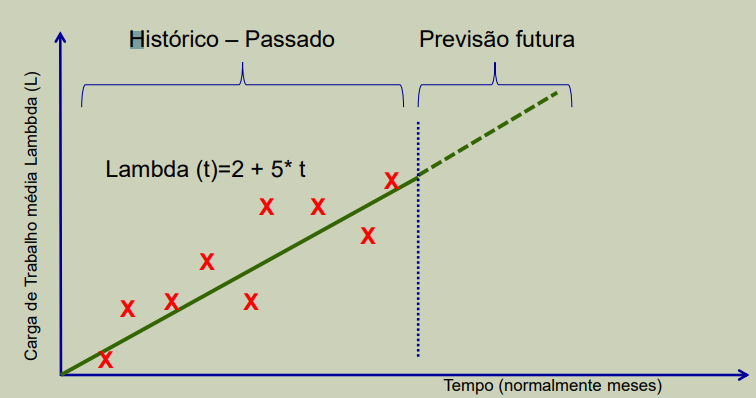 Histórico – Passado
Previsão futura
Carga de Trabalho média Lambbda (L)
Lambda (t)=2 + 5* t
X
X
X
X
X
X
X
X
X
Tempo (normalmente meses)